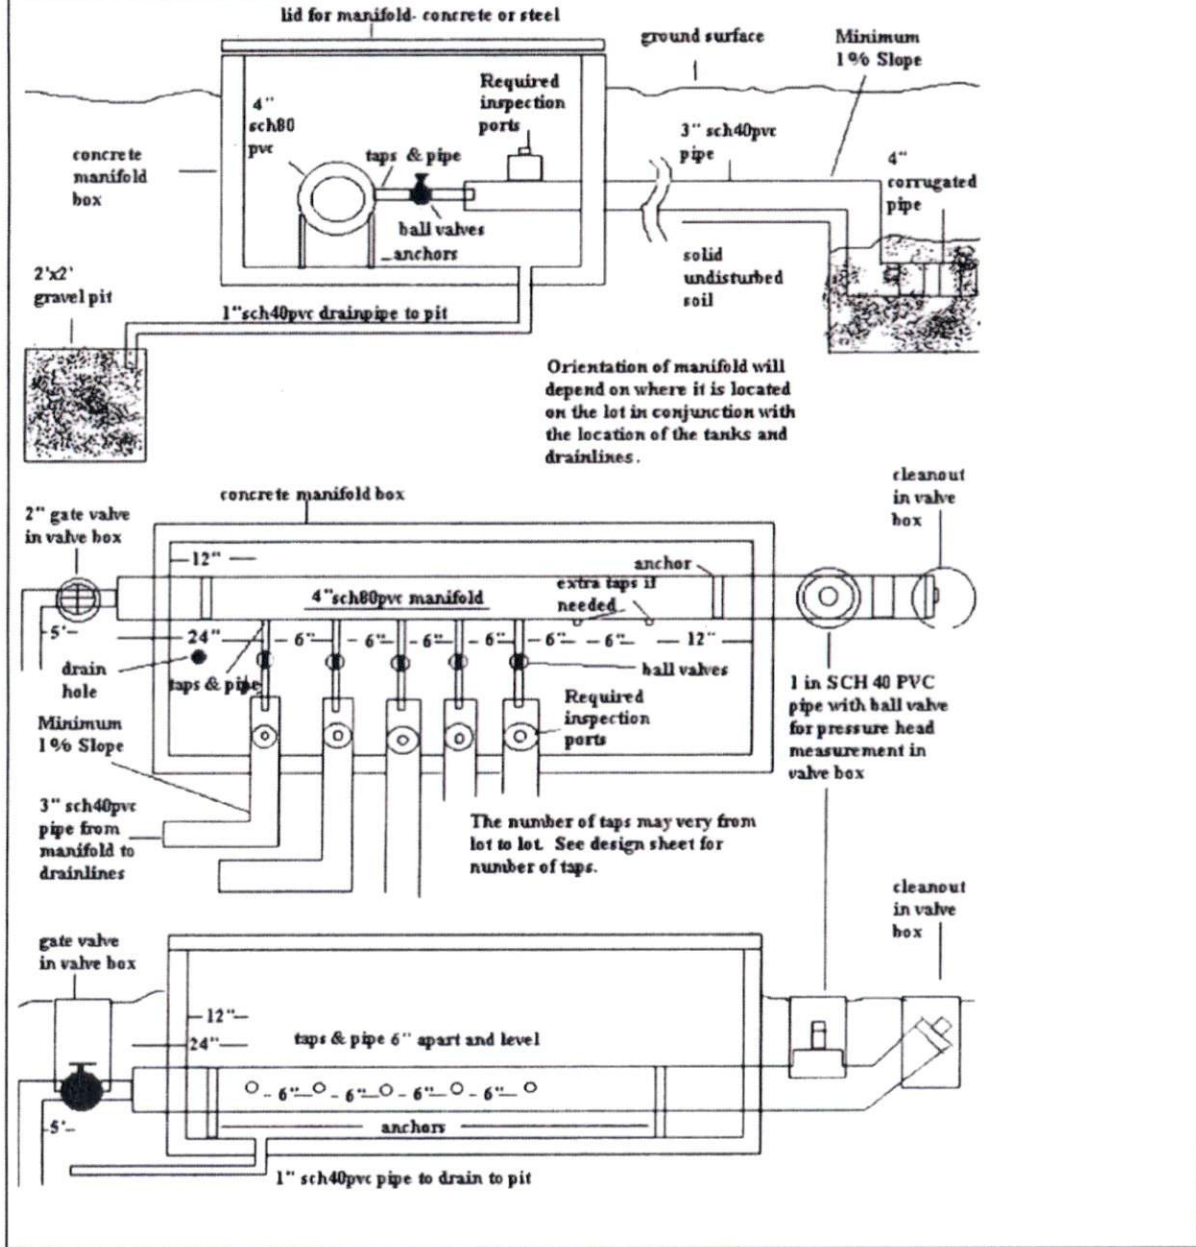 lid for manifold- concrete or steel
ground surface
Minimum
1% Slope
Required
inspection
ports
4"
sch80
pvc
taps & pipe
3" sch40pvc
pipe
4"
corrugated
pipe
concrete
manifold
box
ball valves
anchors
solid
undisturbed
soil
2'x2'
gravel pit
1"sch40pvc drainpipe to pit
Orientation of manifold will
depend on where it is located
on the lot in conjunction with
the location of the tanks and
drainlines.
cleanout
in valve
box
concrete manifold box
2" gate valve
in valve box
12"
anchor
extra taps if
needed
4"sch80pvc manifold
5'
24"
6"
6"
6"
6"
6"
6"
12"
drain
hole
taps & pipe
ball valves
Required
inspection
ports
1 in SCH 40 PVC
pipe with ball valve
for pressure head
measurement in
valve box
Minimum
1% Slope
3" sch40pvc
pipe from
manifold to
drainlines
The number of taps may very from
lot to lot. See design sheet for
number of taps.
cleanout
in valve
box
gate valve
in valve box
12"
24"
taps & pipe 6" apart and level
6"
6"
6"
6"
5'
anchors
1" sch40pvc pipe to drain to pit